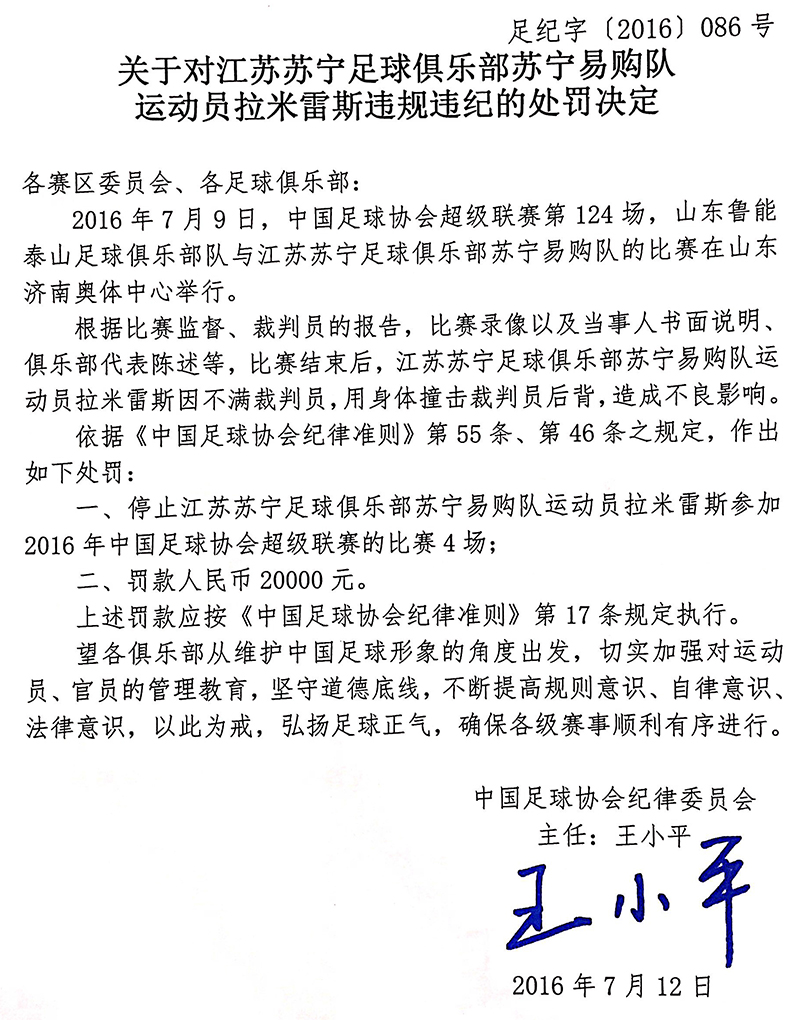 足纪字〔2016〕086号
关于对江苏苏宁足球俱乐部苏宁易购队
运动员拉米雷斯违规违纪的处罚决定
各赛区委员会、各足球俱乐部：
2016年7月9日，中国足球协会超级联赛第124场，山东鲁能
泰山足球俱乐部队与江苏苏宁足球俱乐部苏宁易购队的比赛在山东
济南奥体中心举行。
根据比赛监督、裁判员的报告，比赛录像以及当事人书面说明、
俱乐部代表陈述等，比赛结束后，江苏苏宁足球俱乐部苏宁易购队运
动员拉米雷斯因不满裁判员，用身体撞击裁判员后背，造成不良影响。
依据《中国足球协会纪律准则》第55条、第46条之规定，作出
如下处罚：
一、停止江苏苏宁足球俱乐部苏宁易购队运动员拉米雷斯参加
2016年中国足球协会超级联赛的比赛4场；
二、罚款人民币20000元。
上述罚款应按《中国足球协会纪律准则》第17条规定执行。
望各俱乐部从维护中国足球形象的角度出发，切实加强对运动
员、官员的管理教育，坚守道德底线，不断提高规则意识、自律意识、
法律意识，以此为戒，弘扬足球正气，确保各级赛事顺利有序进行。
中国足球协会纪律委员会
主任：王小平
王小平
2016年7月12日